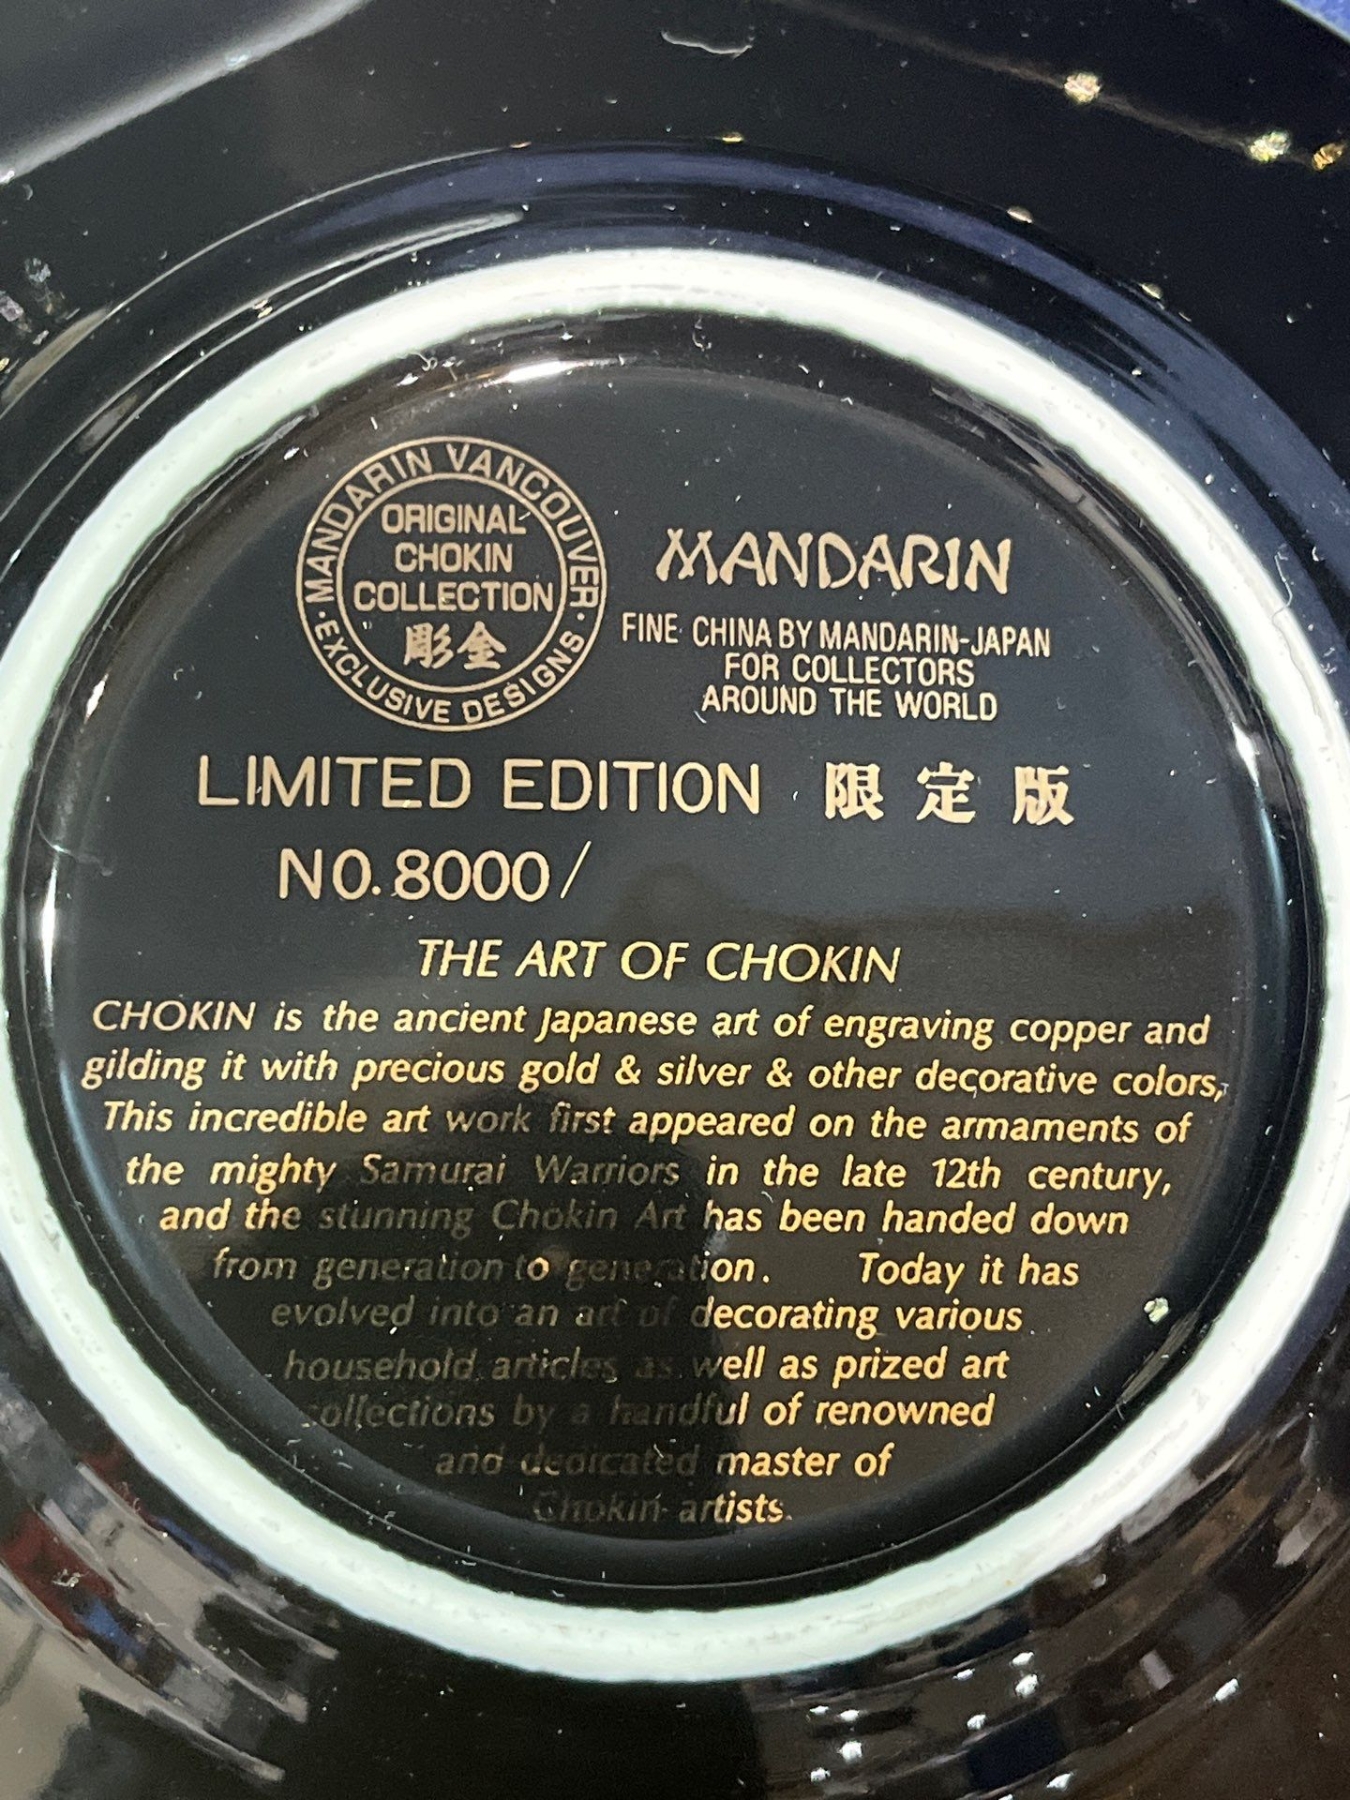 MANDARIN VANCOUVER
ORIGINAL
CHOKIN
COLLECTION
彫金
· EXCLUSIVE DESIGNS ·
MANDARIN
FINE CHINA BY MANDARIN-JAPAN
FOR COLLECTORS
AROUND THE WORLD
LIMITED EDITION 限定版
NO. 8000/
THE ART OF CHOKIN
CHOKIN is the ancient Japanese art of engraving copper and
gilding it with precious gold & silver & other decorative colors,
This incredible art work first appeared on the armaments of
the mighty Samurai Warriors in the late 12th century,
and the stunning Chokin Art has been handed down
from generation to generation. Today it has
evolved into an art of decorating various
household articles as well as prized art
collections by a handful of renowned
and dedicated master of
Chokin artists.